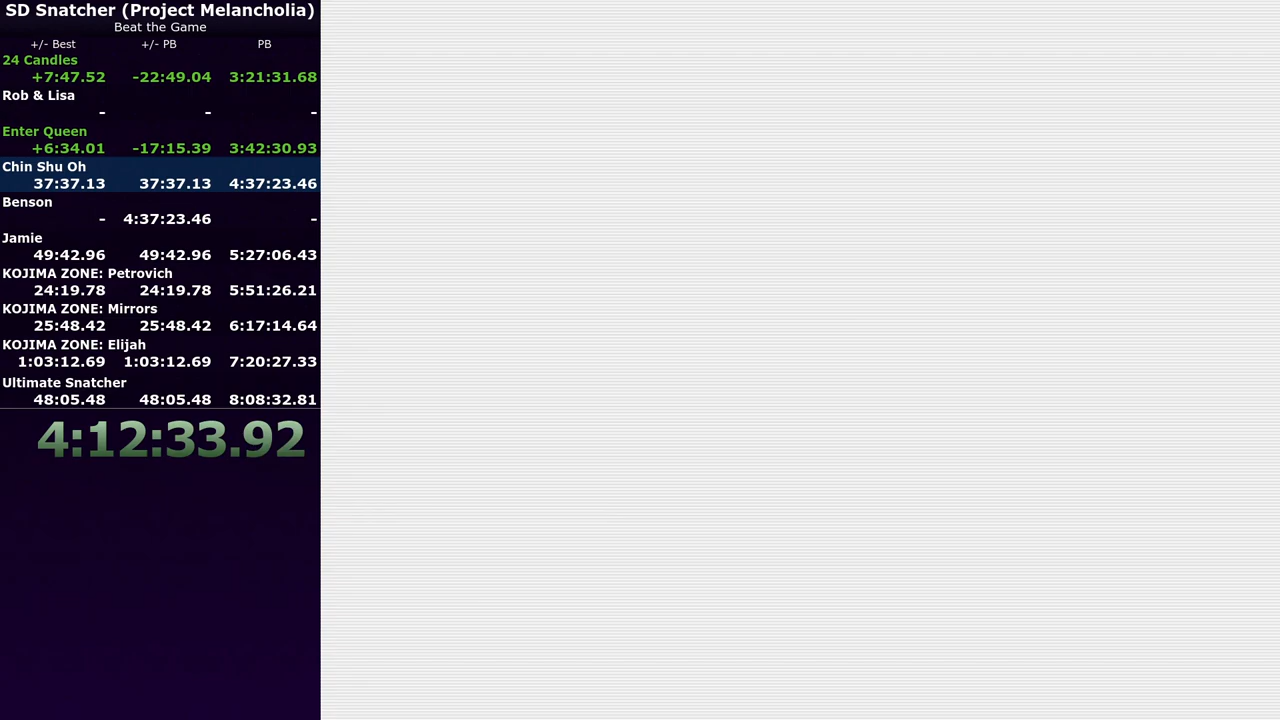 SD Snatcher (Project Melancholia)
Beat the Game
+/- Best +/- PB PB
24 Candles
+7:47.52 -22:49.04 3:21:31.68
Rob & Lisa
- - -
Enter Queen
+6:34.01 -17:15.39 3:42:30.93
Chin Shu Oh
37:37.13 37:37.13 4:37:23.46
Benson
- 4:37:23.46 -
Jamie
49:42.96 49:42.96 5:27:06.43
KOJIMA ZONE: Petrovich
24:19.78 24:19.78 5:51:26.21
KOJIMA ZONE: Mirrors
25:48.42 25:48.42 6:17:14.64
KOJIMA ZONE: Elijah
1:03:12.69 1:03:12.69 7:20:27.33
Ultimate Snatcher
48:05.48 48:05.48 8:08:32.81
4:12:33.92